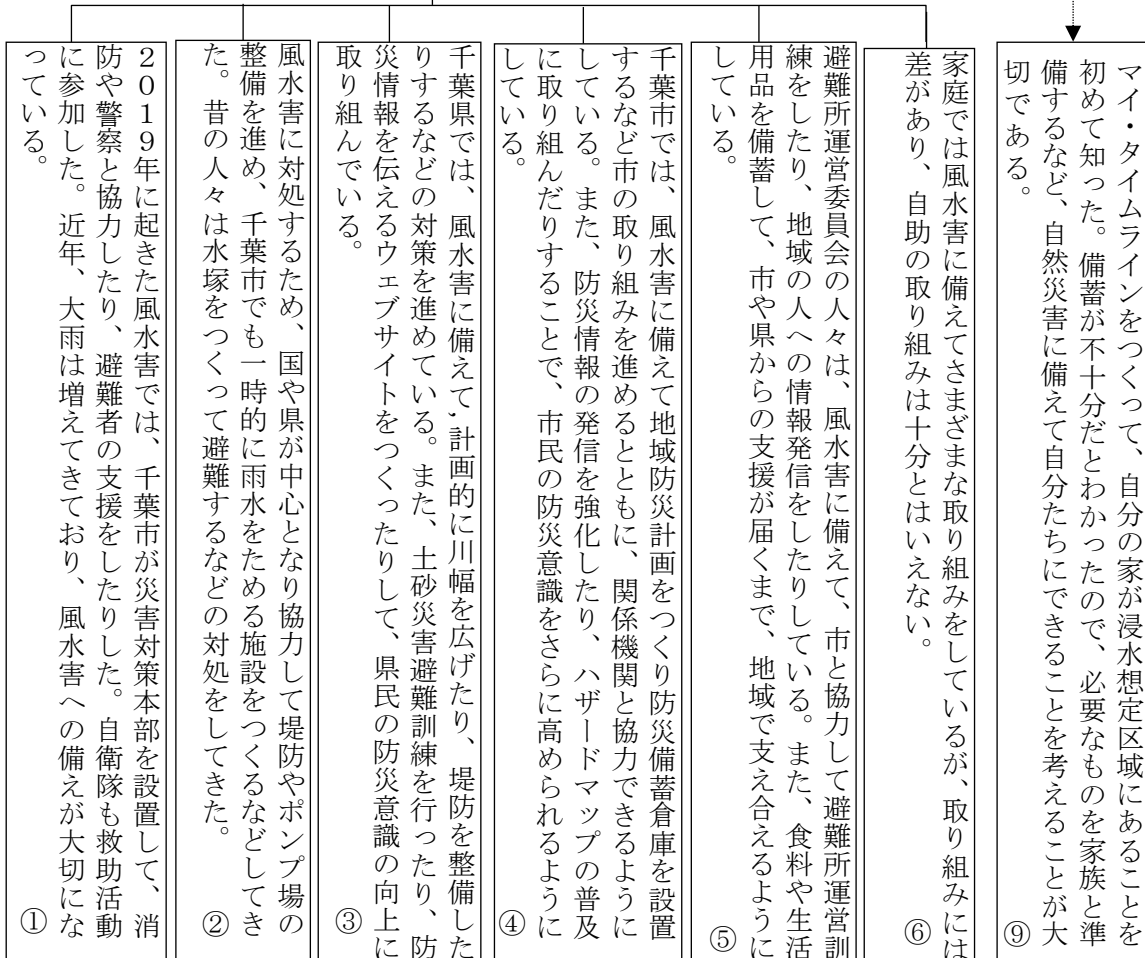 マイ・タイムラインをつくって、自分の家が浸水想定区域にあることを
初めて知った。備蓄が不十分だとわかったので、必要なものを家族と準
備するなど、自然災害に備えて自分たちにできることを考えることが大
切である。 ⑨
家庭では風水害に備えてさまざまな取り組みをしているが、取り組みには
差があり、自助の取り組みは十分とはいえない。 ⑥
避難所運営委員会の人々は、風水害に備えて、市と協力して避難所運営訓
練をしたり、地域の人への情報発信をしたりしている。また、食料や生活
用品を備蓄して、市や県からの支援が届くまで、地域で支え合えるように
している。 ⑤
千葉市では、風水害に備えて地域防災計画をつくり防災備蓄倉庫を設置
するなど市の取り組みを進めるとともに、関係機関と協力できるように
している。また、防災情報の発信を強化したり、ハザードマップの普及
に取り組んだりすることで、市民の防災意識をさらに高められるように
している。 ④
千葉県では、風水害に備えて,計画的に川幅を広げたり、堤防を整備した
りするなどの対策を進めている。また、土砂災害避難訓練を行ったり、防
災情報を伝えるウェブサイトをつくったりして、県民の防災意識の向上に
取り組んでいる。 ③
風水害に対処するため、国や県が中心となり協力して堤防やポンプ場の
整備を進め、千葉市でも一時的に雨水をためる施設をつくるなどしてき
た。昔の人々は水塚をつくって避難するなどの対処をしてきた。 ②
2019年に起きた風水害では、千葉市が災害対策本部を設置して、消
防や警察と協力したり、避難者の支援をしたりした。自衛隊も救助活動
に参加した。近年、大雨は増えてきており、風水害への備えが大切にな
っている。 ①